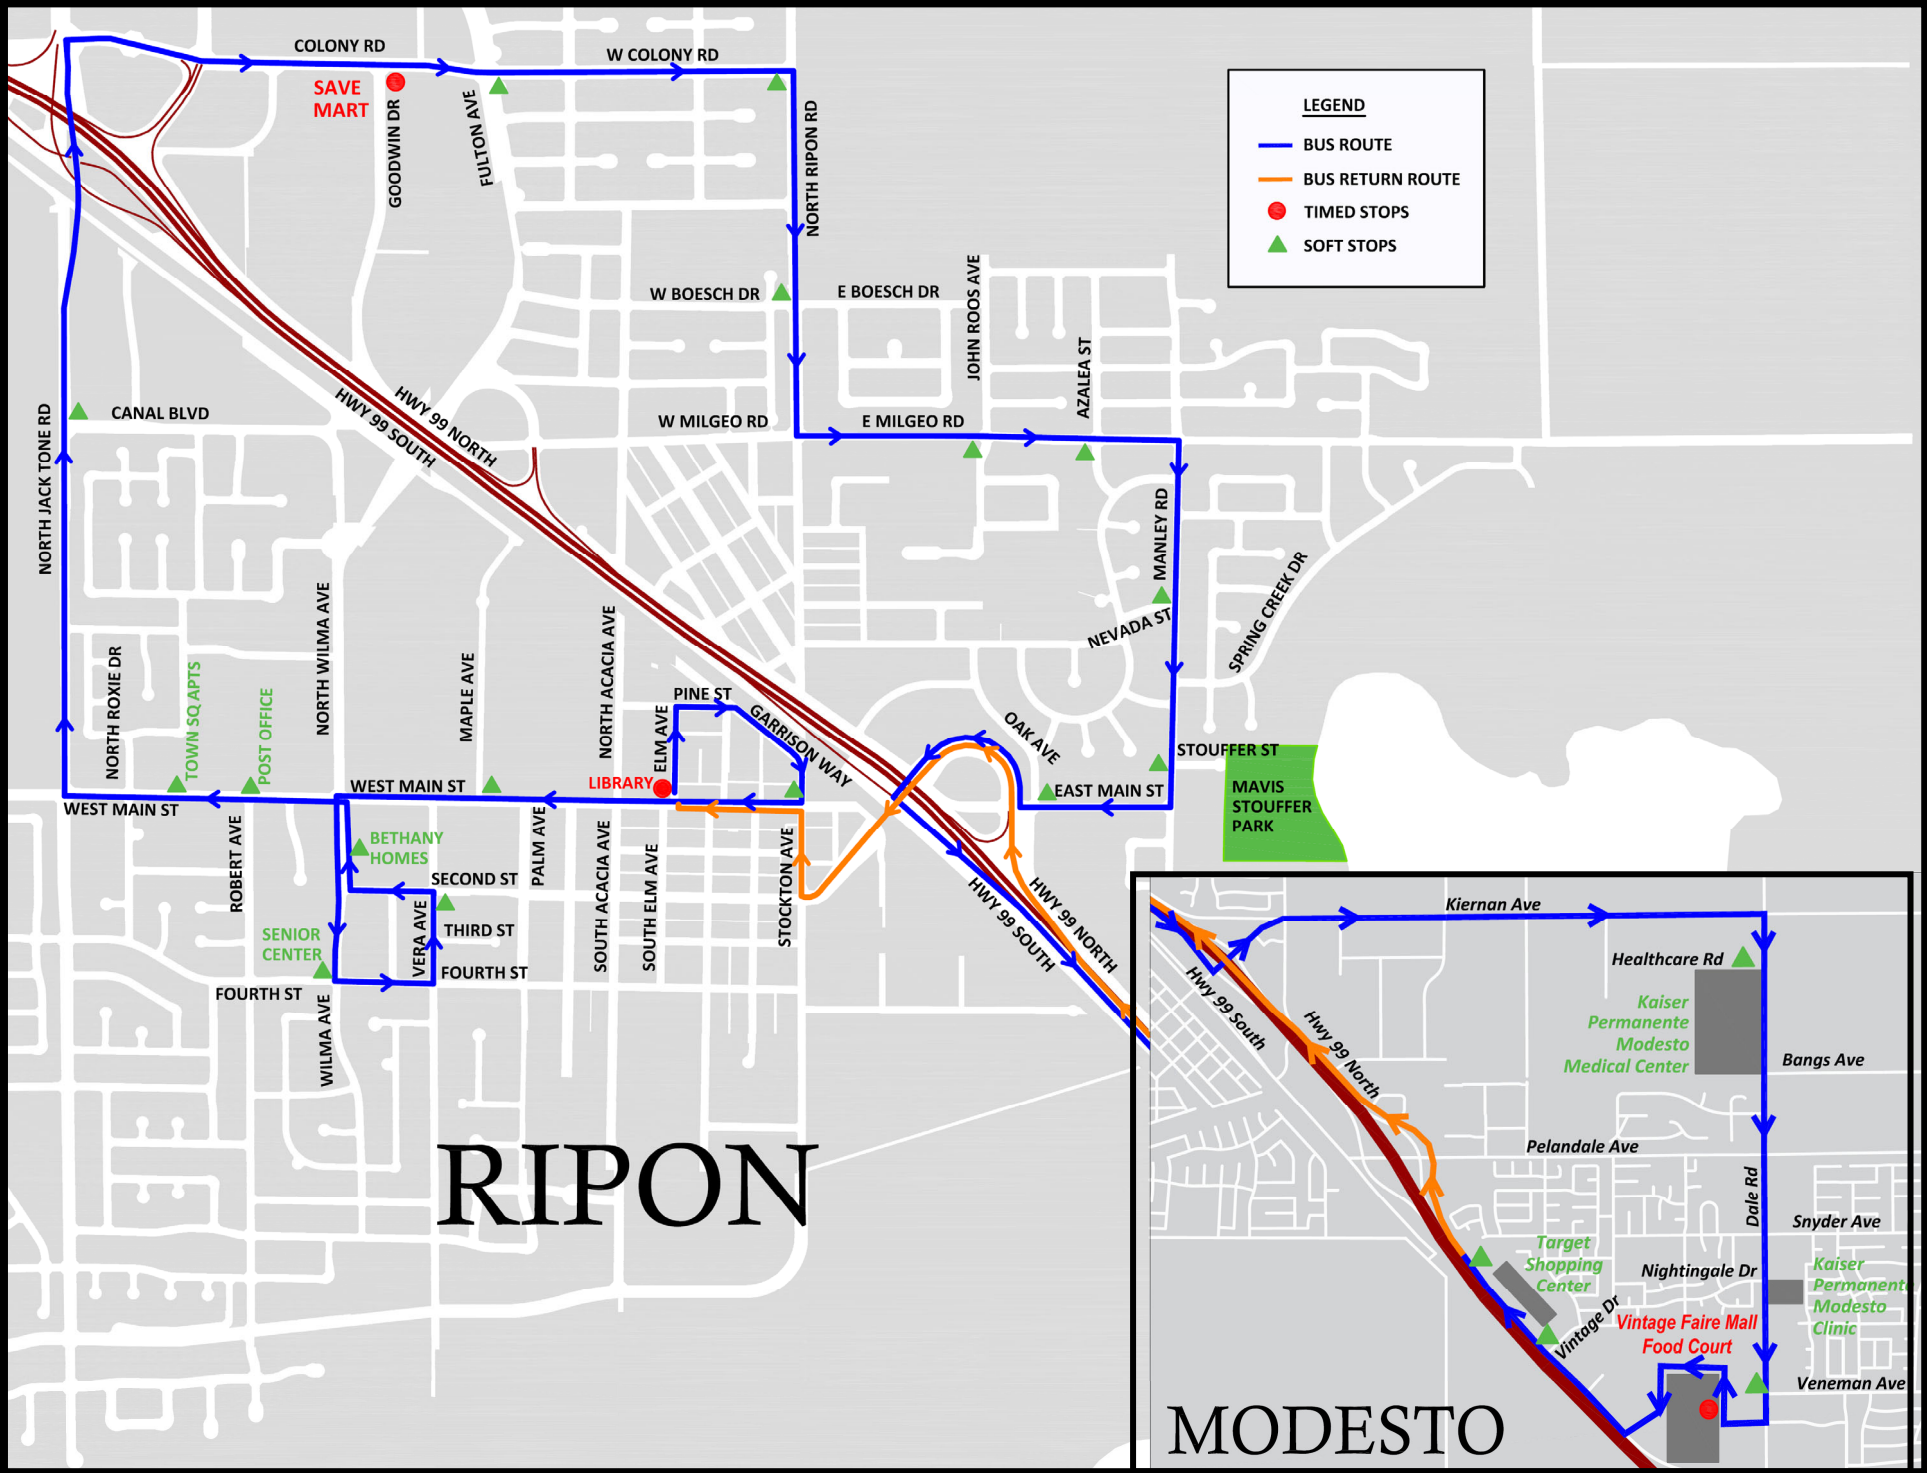 COLONY RD
W COLONY RD
SAVE
MART
GOODWIN DR
FULTON AVE
NORTH RIPON RD
LEGEND
BUS ROUTE
BUS RETURN ROUTE
TIMED STOPS
SOFT STOPS
W BOESCH DR
E BOESCH DR
JOHN ROOS AVE
AZALEA ST
CANAL BLVD
HWY 99 NORTH
HWY 99 SOUTH
W MILGEO RD
E MILGEO RD
NORTH JACK TONE RD
MANLEY RD
NEVADA ST
SPRING CREEK DR
NORTH ROXIE DR
TOWN SQ APTS
POST OFFICE
NORTH WILMA AVE
MAPLE AVE
NORTH ACACIA AVE
PINE ST
ELM AVE
GARRISON WAY
OAK AVE
STOUFFER ST
LIBRARY
WEST MAIN ST
WEST MAIN ST
EAST MAIN ST
MAVIS
STOUFFER
PARK
ROBERT AVE
BETHANY
HOMES
PALM AVE
SOUTH ACACIA AVE
SOUTH ELM AVE
STOCKTON AVE
SECOND ST
VERA AVE
THIRD ST
SENIOR
CENTER
FOURTH ST
FOURTH ST
WILMA AVE
HWY 99 NORTH
HWY 99 SOUTH
RIPON
Kiernan Ave
Healthcare Rd
Hwy 99 South
Hwy 99 North
Kaiser
Permanente
Modesto
Medical Center
Bangs Ave
Pelandale Ave
Dale Rd
Snyder Ave
Target
Shopping
Center
Nightingale Dr
Kaiser
Permanente
Modesto
Clinic
Vintage Dr
Vintage Faire Mall
Food Court
Veneman Ave
MODESTO